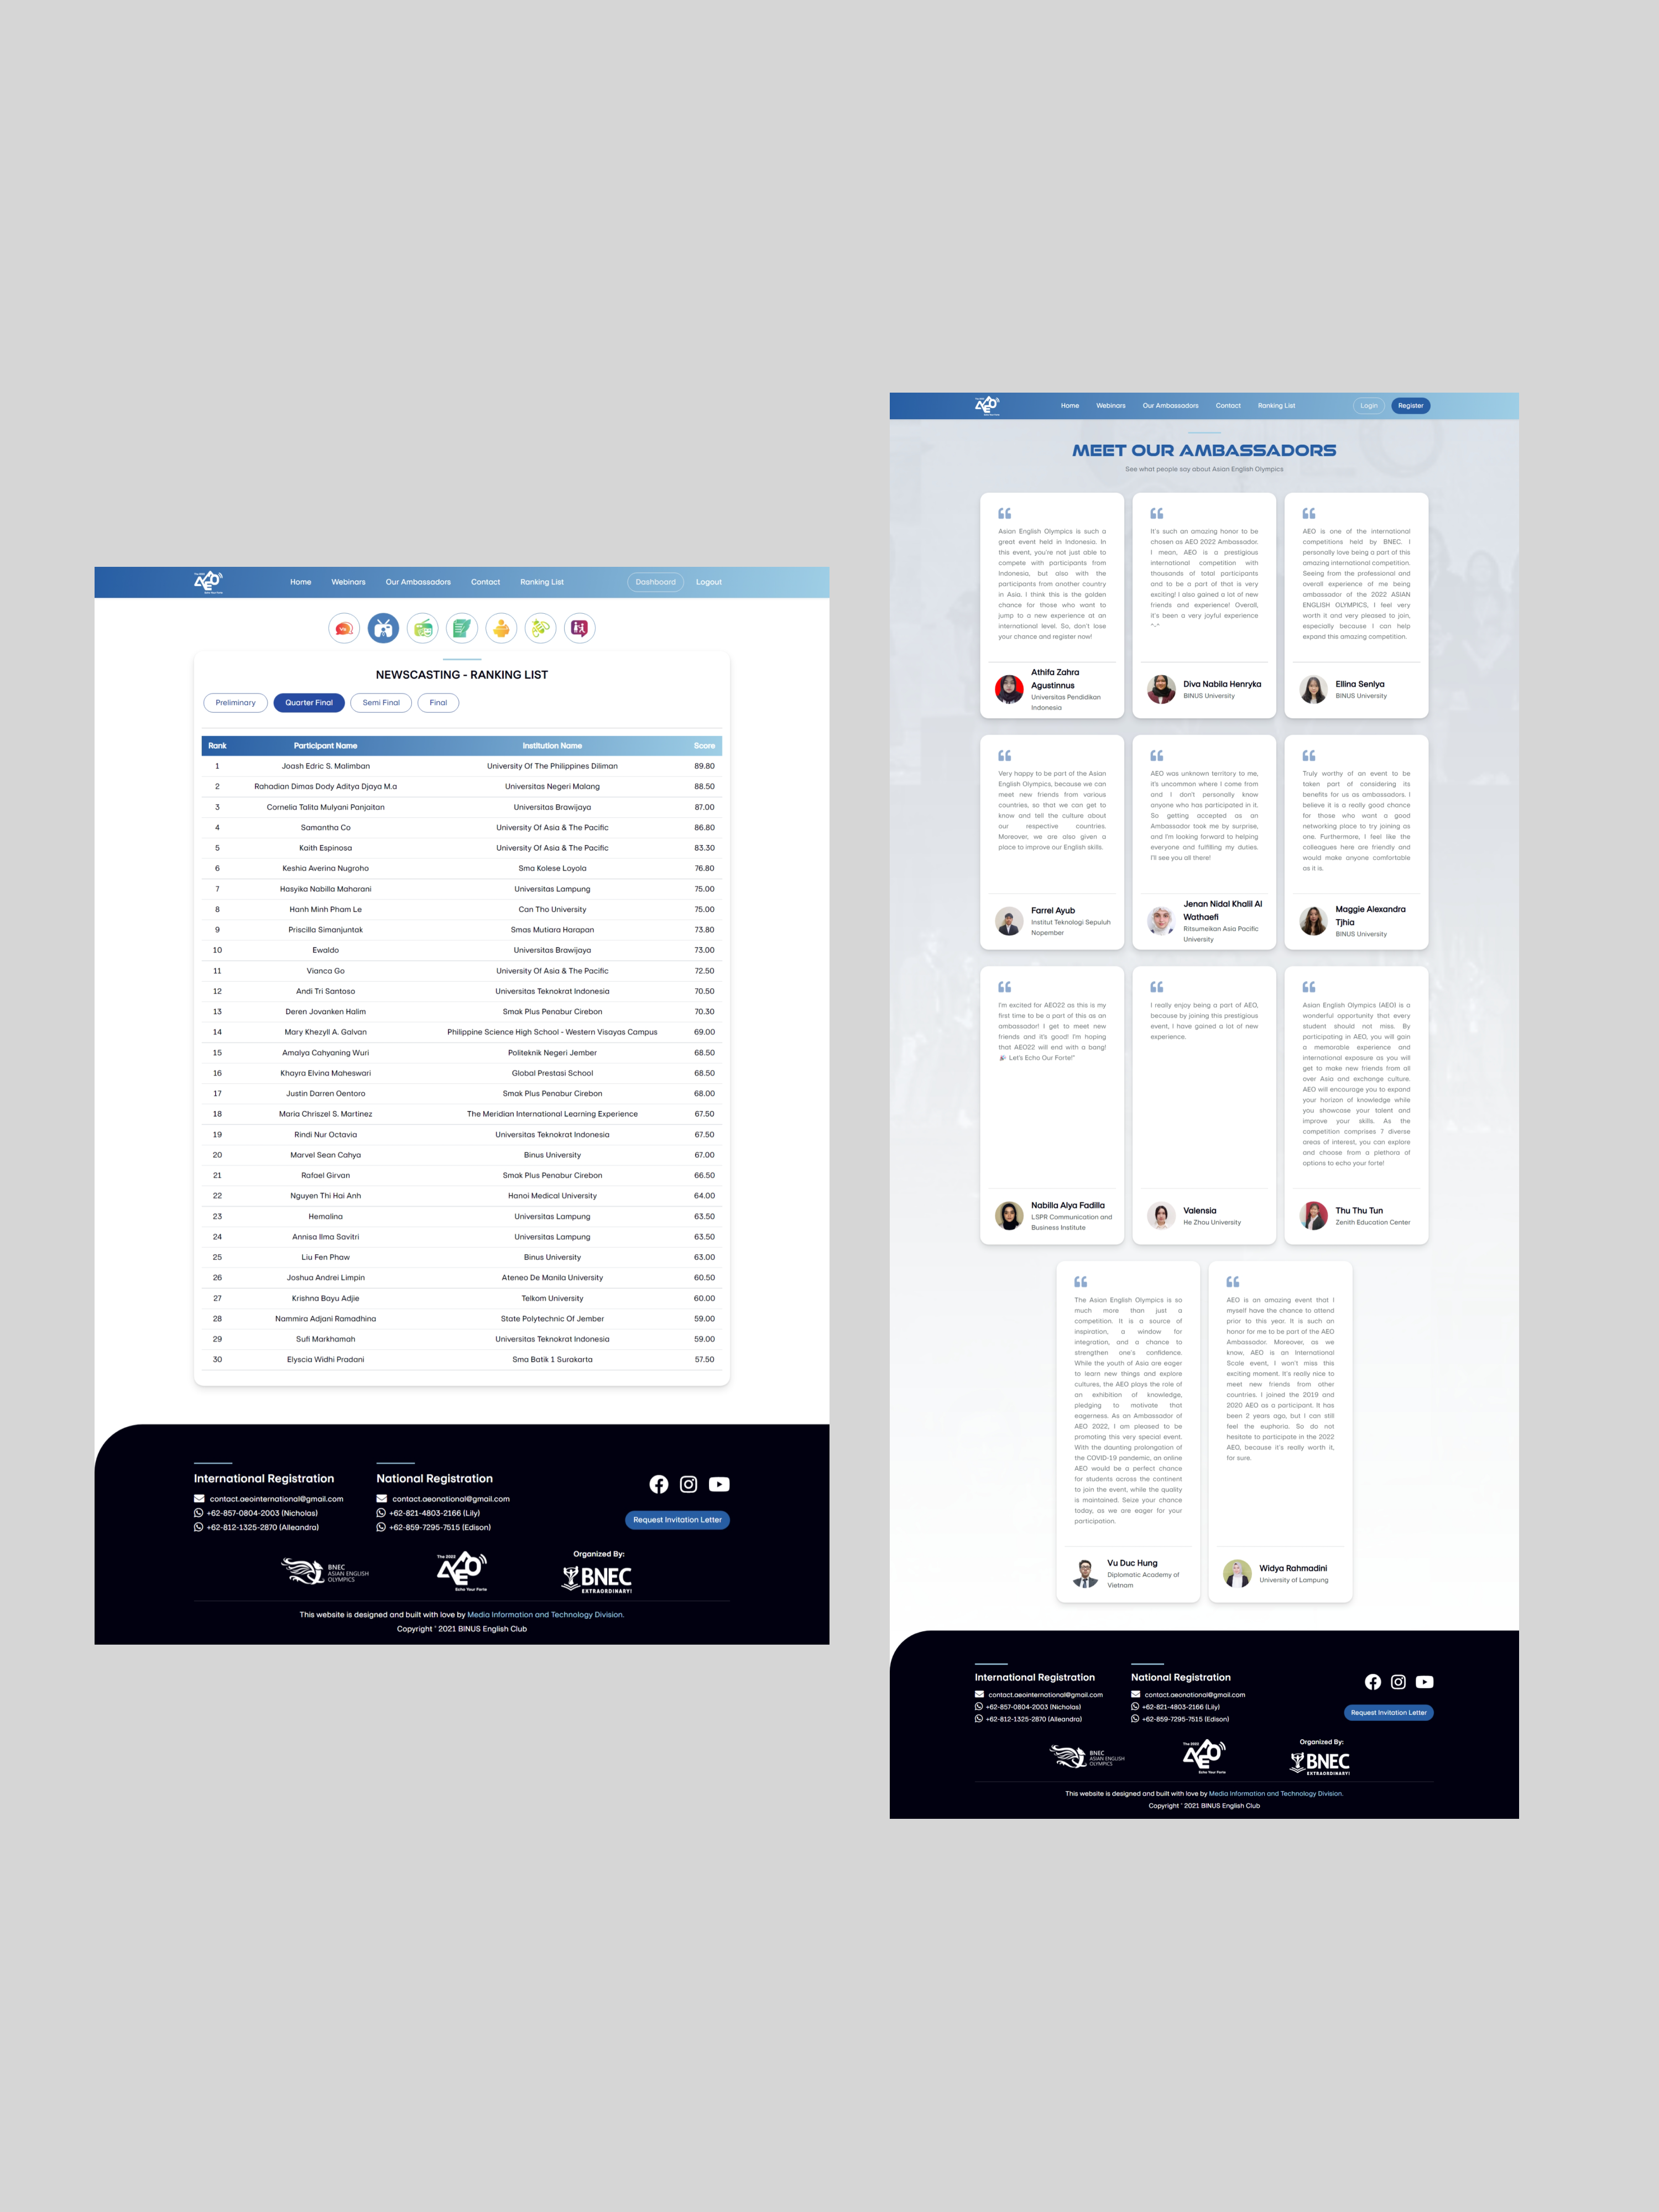 The 2022
AEO
Echo Your Forte
Home Webinars Our Ambassadors Contact Ranking List Dashboard Logout
NEWSCASTING - RANKING LIST
Preliminary Quarter Final Semi Final Final
Rank Participant Name Institution Name Score
1 Joash Edric S. Malimban University Of The Philippines Diliman 89.80
2 Rahadian Dimas Dody Aditya Djaya M.a Universitas Negeri Malang 88.50
3 Cornelia Talita Mulyani Panjaitan Universitas Brawijaya 87.00
4 Samantha Co University Of Asia & The Pacific 86.80
5 Kaith Espinosa University Of Asia & The Pacific 83.30
6 Keshia Averina Nugroho Sma Kolese Loyola 76.80
7 Hasyika Nabilla Maharani Universitas Lampung 75.00
8 Hanh Minh Pham Le Can Tho University 75.00
9 Priscilla Simanjuntak Smas Mutiara Harapan 73.80
10 Ewaldo Universitas Brawijaya 73.00
11 Vianca Go University Of Asia & The Pacific 72.50
12 Andi Tri Santoso Universitas Teknokrat Indonesia 70.50
13 Deren Jovanken Halim Smak Plus Penabur Cirebon 70.30
14 Mary Khezyll A. Galvan Philippine Science High School - Western Visayas Campus 69.00
15 Amalya Cahyaning Wuri Politeknik Negeri Jember 68.50
16 Khayra Elvina Maheswari Global Prestasi School 68.50
17 Justin Darren Oentoro Smak Plus Penabur Cirebon 68.00
18 Maria Chriszel S. Martinez The Meridian International Learning Experience 67.50
19 Rindi Nur Octavia Universitas Teknokrat Indonesia 67.50
20 Marvel Sean Cahya Binus University 67.00
21 Rafael Girvan Smak Plus Penabur Cirebon 66.50
22 Nguyen Thi Hai Anh Hanoi Medical University 64.00
23 Hemalina Universitas Lampung 63.50
24 Annisa Ilma Savitri Universitas Lampung 63.50
25 Liu Fen Phaw Binus University 63.00
26 Joshua Andrei Limpin Ateneo De Manila University 60.50
27 Krishna Bayu Adjie Telkom University 60.00
28 Nammira Adjani Ramadhina State Polytechnic Of Jember 59.00
29 Sufi Markhamah Universitas Teknokrat Indonesia 59.00
30 Elyscia Widhi Pradani Sma Batik 1 Surakarta 57.50
International Registration
contact.aeointernational@gmail.com
+62-857-0804-2003 (Nicholas)
+62-812-1325-2870 (Alleandra)
National Registration
contact.aeonational@gmail.com
+62-821-4803-2166 (Lily)
+62-859-7295-7515 (Edison)
Request Invitation Letter
BNEC
ASIAN ENGLISH
OLYMPICS
The 2022
AEO
Echo Your Forte
Organized By:
BNEC
EXTRAORDINARY!
This website is designed and built with love by Media Information and Technology Division.
Copyright ' 2021 BINUS English Club
AEO
Home Webinars Our Ambassadors Contact Ranking List Login Register
MEET OUR AMBASSADORS
See what people say about Asian English Olympics
Asian English Olympics is such a
great event held in Indonesia. In
this event, you're not just able to
compete with participants from
Indonesia, but also with the
participants from another country
in Asia. I think this is the golden
chance for those who want to
jump to a new experience at an
international level. So, don't lose
your chance and register now!
Athifa Zahra
Agustinnus
Universitas Pendidikan
Indonesia
It's such an amazing honor to be
chosen as AEO 2022 Ambassador.
I mean, AEO is a prestigious
international competition with
thousands of total participants
and to be a part of that is very
exciting! I also gained a lot of new
friends and experience! Overall,
it's been a very joyful experience
^-^
Diva Nabila Henryka
BINUS University
AEO is one of the international
competitions held by BNEC. I
personally love being a part of this
amazing international competition.
Seeing from the professional and
overall experience of me being
ambassador of the 2022 ASIAN
ENGLISH OLYMPICS, I feel very
worth it and very pleased to join,
especially because I can help
expand this amazing competition.
Ellina Senlya
BINUS University
Very happy to be part of the Asian
English Olympics, because we can
meet new friends from various
countries, so that we can get to
know and tell the culture about
our respective countries.
Moreover, we are also given a
place to improve our English skills.
Farrel Ayub
Institut Teknologi Sepuluh
Nopember
AEO was unknown territory to me,
it's uncommon where I come from
and I don't personally know
anyone who has participated in it.
So getting accepted as an
Ambassador took me by surprise,
and I'm looking forward to helping
everyone and fulfilling my duties.
I'll see you all there!
Jenan Nidal Khalil Al
Wathaefi
Ritsumeikan Asia Pacific
University
Truly worthy of an event to be
taken part of considering its
benefits for us as ambassadors. I
believe it is a really good chance
for those who want a good
networking place to try joining as
one. Furthermore, I feel like the
colleagues here are friendly and
would make anyone comfortable
as it is.
Maggie Alexandra
Tjhia
BINUS University
I'm excited for AEO22 as this is my
first time to be a part of this as an
ambassador! I get to meet new
friends and it's good! I'm hoping
that AEO22 will end with a bang!
🎉 Let's Echo Our Forte!"
Nabilla Alya Fadilla
LSPR Communication and
Business Institute
I really enjoy being a part of AEO,
because by joining this prestigious
event, I have gained a lot of new
experience.
Valensia
He Zhou University
Asian English Olympics (AEO) is a
wonderful opportunity that every
student should not miss. By
participating in AEO, you will gain
a memorable experience and
international exposure as you will
get to make new friends from all
over Asia and exchange culture.
AEO will encourage you to expand
your horizon of knowledge while
you showcase your talent and
improve your skills. As the
competition comprises 7 diverse
areas of interest, you can explore
and choose from a plethora of
options to echo your forte!
Thu Thu Tun
Zenith Education Center
The Asian English Olympics is so
much more than just a
competition. It is a source of
inspiration, a window for
integration, and a chance to
strengthen one's confidence.
While the youth of Asia are eager
to learn new things and explore
cultures, the AEO plays the role of
an exhibition of knowledge,
pledging to motivate that
eagerness. As an Ambassador of
AEO 2022, I am pleased to be
promoting this very special event.
With the daunting prolongation of
the COVID-19 pandemic, an online
AEO would be a perfect chance
for students across the continent
to join the event, while the quality
is maintained. Seize your chance
today, as we are eager for your
participation.
Vu Duc Hung
Diplomatic Academy of
Vietnam
AEO is an amazing event that I
myself have the chance to attend
prior to this year. It is such an
honor for me to be part of the AEO
Ambassador. Moreover, as we
know, AEO is an International
Scale event, I won't miss this
exciting moment. It's really nice to
meet new friends from other
countries. I joined the 2019 and
2020 AEO as a participant. It has
been 2 years ago, but I can still
feel the euphoria. So do not
hesitate to participate in the 2022
AEO, because it's really worth it,
for sure.
Widya Rahmadini
University of Lampung
International Registration
contact.aeointernational@gmail.com
+62-857-0804-2003 (Nicholas)
+62-812-1325-2870 (Alleandra)
National Registration
contact.aeonational@gmail.com
+62-821-4803-2166 (Lily)
+62-859-7295-7515 (Edison)
Request Invitation Letter
BNEC
ASIAN ENGLISH
OLYMPICS
The 2022
AEO
Echo Your Forte
Organized By:
BNEC
EXTRAORDINARY!
This website is designed and built with love by Media Information and Technology Division.
Copyright ' 2021 BINUS English Club